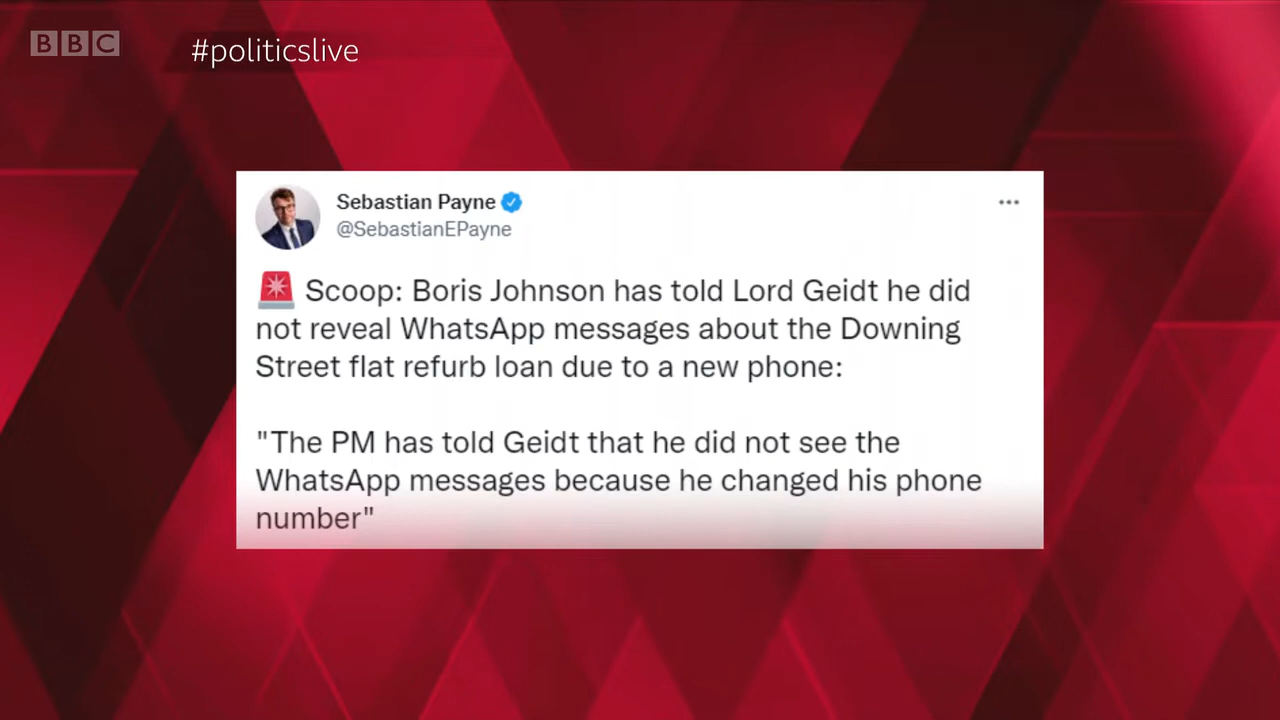 BBC
#politicslive
Sebastian Payne
@SebastianEPayne
🚨 Scoop: Boris Johnson has told Lord Geidt he did
not reveal WhatsApp messages about the Downing
Street flat refurb loan due to a new phone:
"The PM has told Geidt that he did not see the
WhatsApp messages because he changed his phone
number"